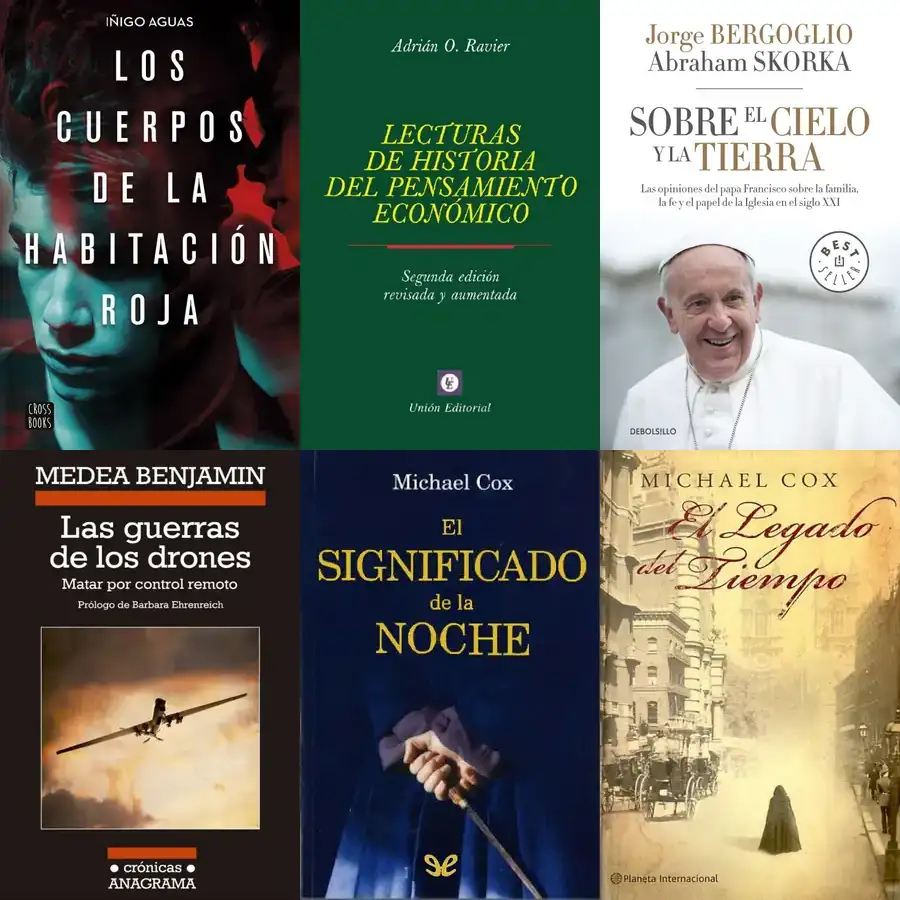 IÑIGO AGUAS
LOS
CUERPOS
DE LA
HABITACIÓN
ROJA
CROSS
BOOKS
Adrián O. Ravier
LECTURAS
DE HISTORIA
DEL PENSAMIENTO
ECONÓMICO
Segunda edición
revisada y aumentada
UE
Unión Editorial
Jorge BERGOGLIO
Abraham SKORKA
SOBRE EL CIELO
Y LA TIERRA
Las opiniones del papa Francisco sobre la familia,
la fe y el papel de la Iglesia en el siglo XXI
BEST
SELLER
DEBOLSILLO
MEDEA BENJAMIN
Las guerras
de los drones
Matar por control remoto
Prólogo de Barbara Ehrenreich
crónicas
ANAGRAMA
Michael Cox
El
SIGNIFICADO
de la
NOCHE
MICHAEL COX
El Legado
del Tiempo
Planeta Internacional